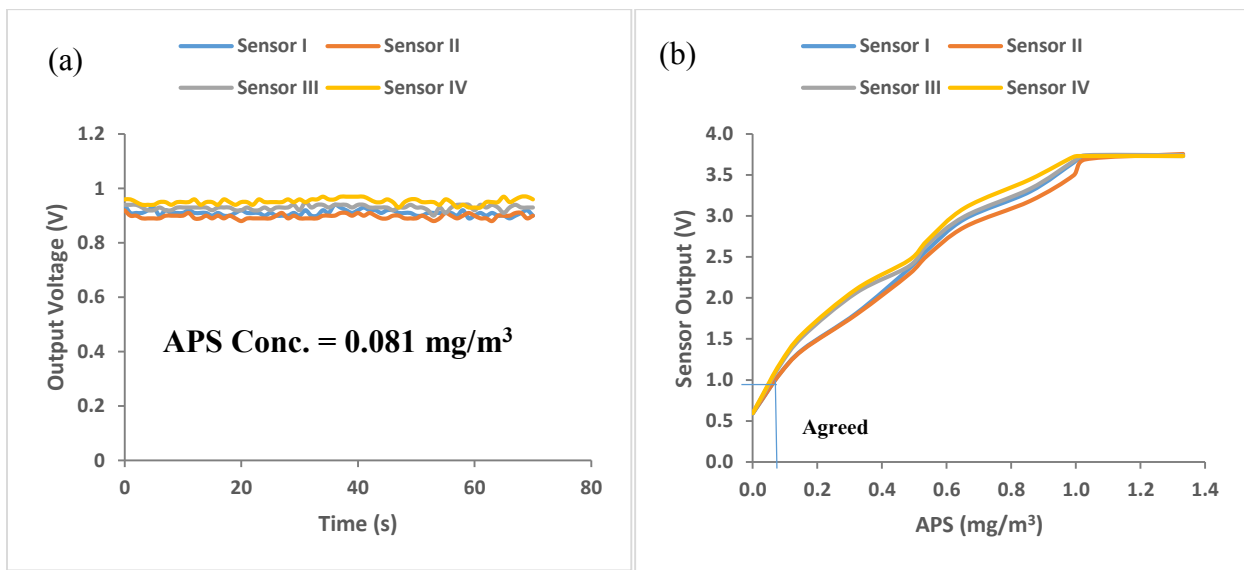 (a)
Sensor I
Sensor II
Sensor III
Sensor IV
Output Voltage (V)
1.2
1
0.8
0.6
0.4
0.2
0
APS Conc. = 0.081 mg/m³
0
20
40
60
80
Time (s)
(b)
Sensor I
Sensor II
Sensor III
Sensor IV
Sensor Output (V)
4.0
3.5
3.0
2.5
2.0
1.5
1.0
0.5
0.0
Agreed
0.0
0.2
0.4
0.6
0.8
1.0
1.2
1.4
APS (mg/m³)